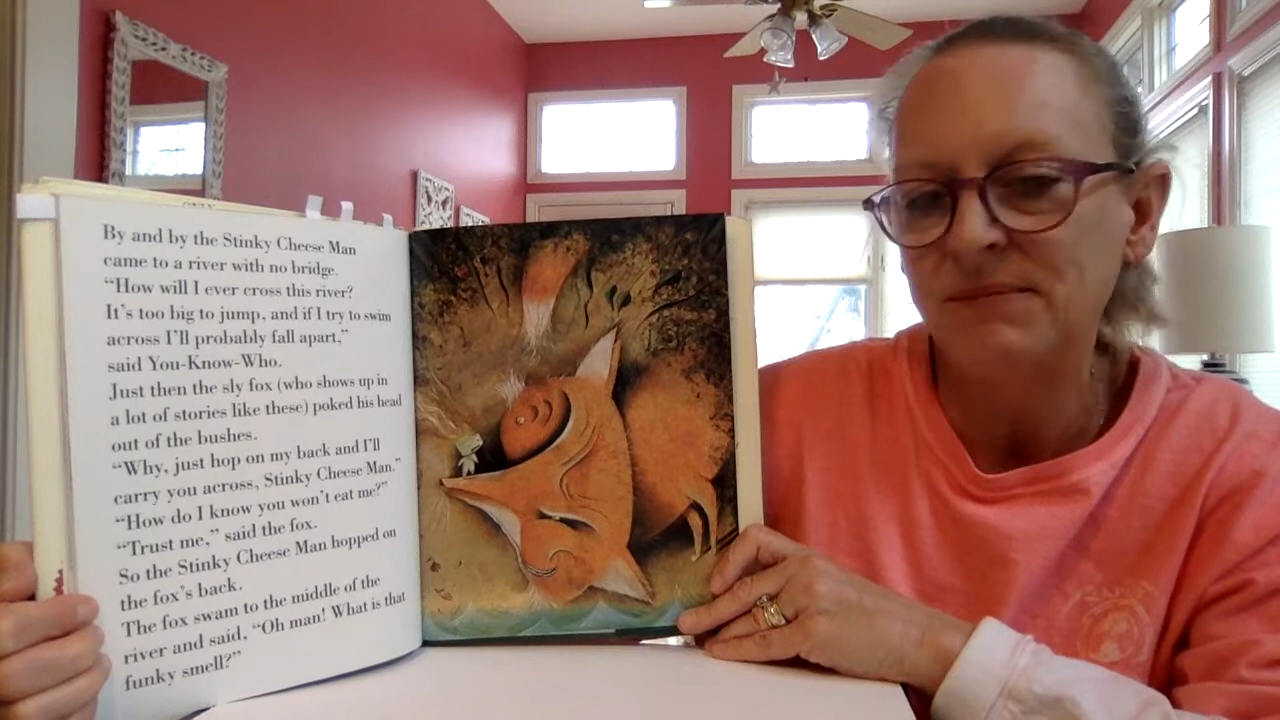 By and by the Stinky Cheese Man
came to a river with no bridge.
“How will I ever cross this river?
It’s too big to jump, and if I try to swim
across I’ll probably fall apart,”
said You-Know-Who.
Just then the sly fox (who shows up in
a lot of stories like these) poked his head
out of the bushes.
“Why, just hop on my back and I’ll
carry you across, Stinky Cheese Man.”
“How do I know you won’t eat me?”
“Trust me,” said the fox.
So the Stinky Cheese Man hopped on
the fox’s back.
The fox swam to the middle of the
river and said, “Oh man! What is that
funky smell?”